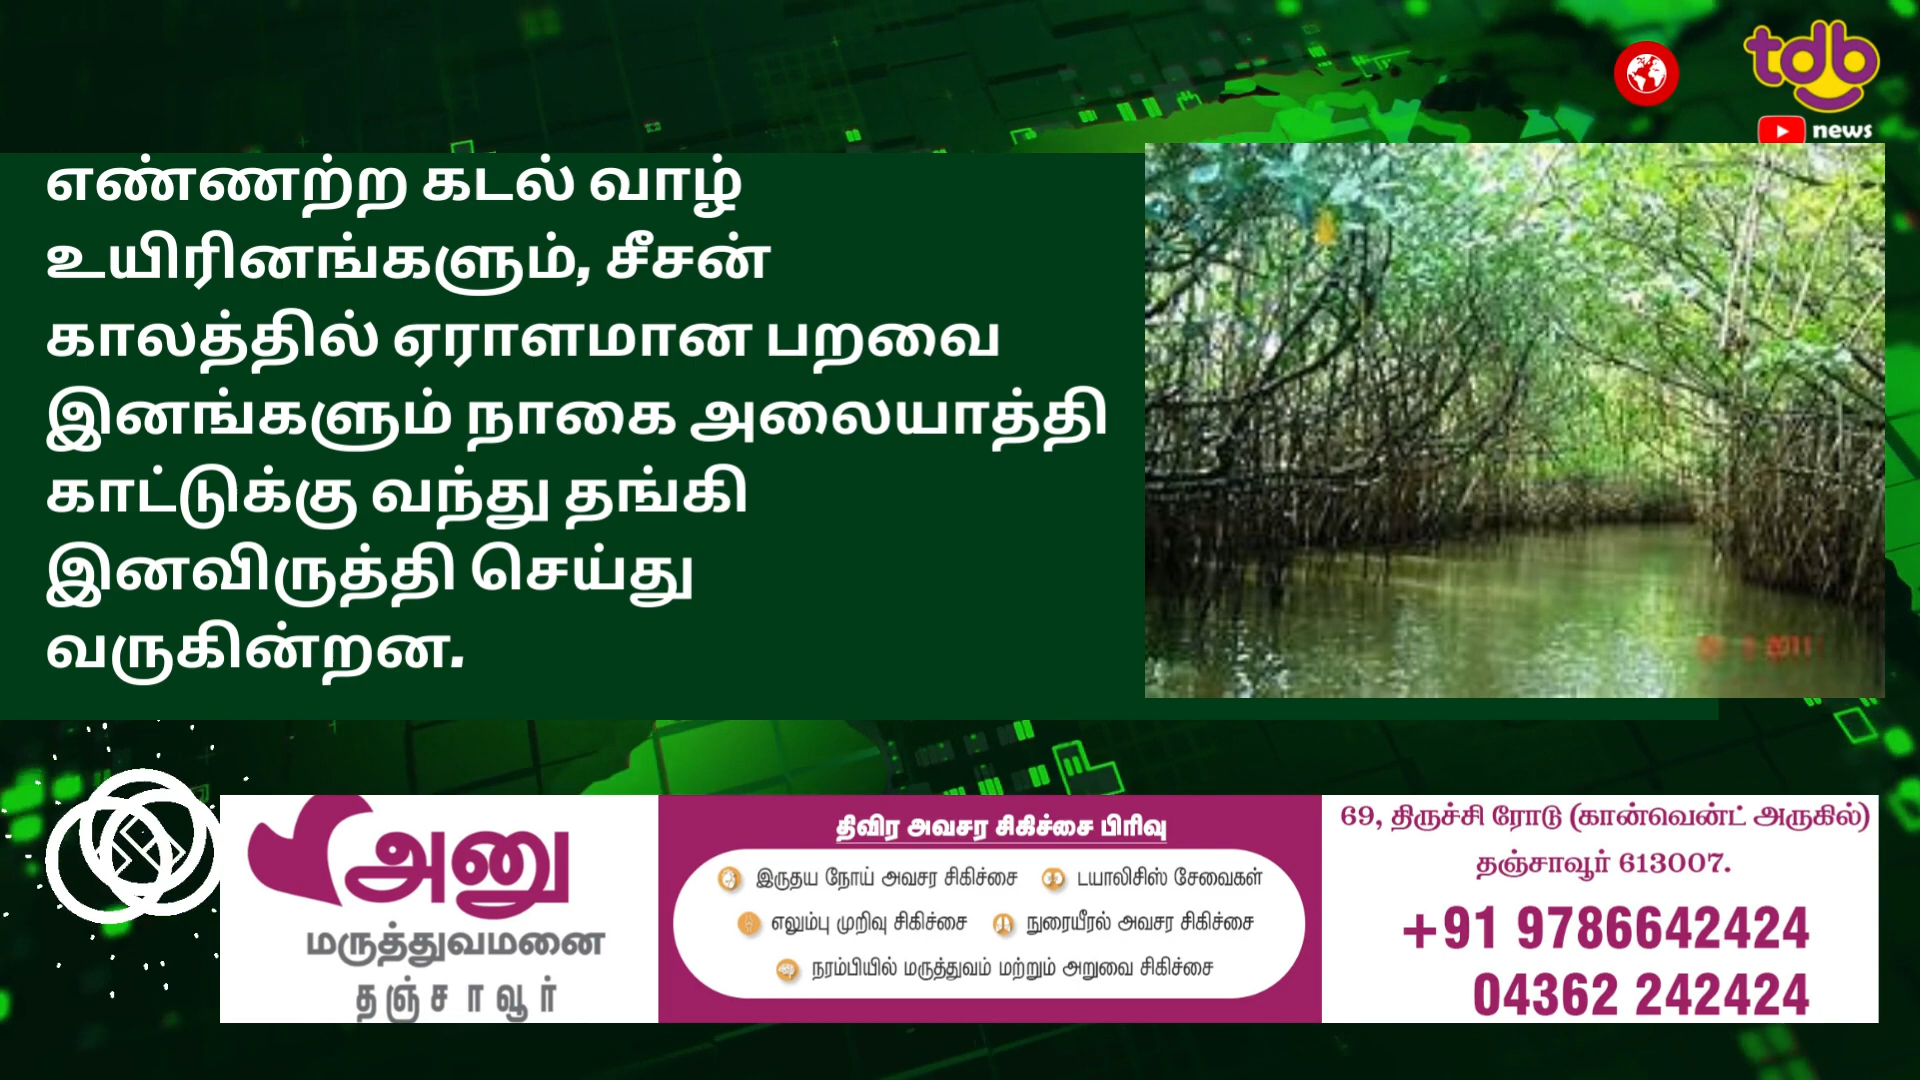 tdb
news
எண்ணற்ற கடல் வாழ்
உயிரினங்களும், சீசன்
காலத்தில் ஏராளமான பறவை
இனங்களும் நாகை அலையாத்தி
காட்டுக்கு வந்து தங்கி
இனவிருத்தி செய்து
வருகின்றன.
அனு
மருத்துவமனை
தஞ்சாவூர்
தீவிர அவசர சிகிச்சை பிரிவு
இருதய நோய் அவசர சிகிச்சை டயாலிசிஸ் சேவைகள்
எலும்பு முறிவு சிகிச்சை நுரையீரல் அவசர சிகிச்சை
நரம்பியில் மருத்துவம் மற்றும் அறுவை சிகிச்சை
69, திருச்சி ரோடு (கான்வென்ட் அருகில்)
தஞ்சாவூர் 613007.
+91 9786642424
04362 242424